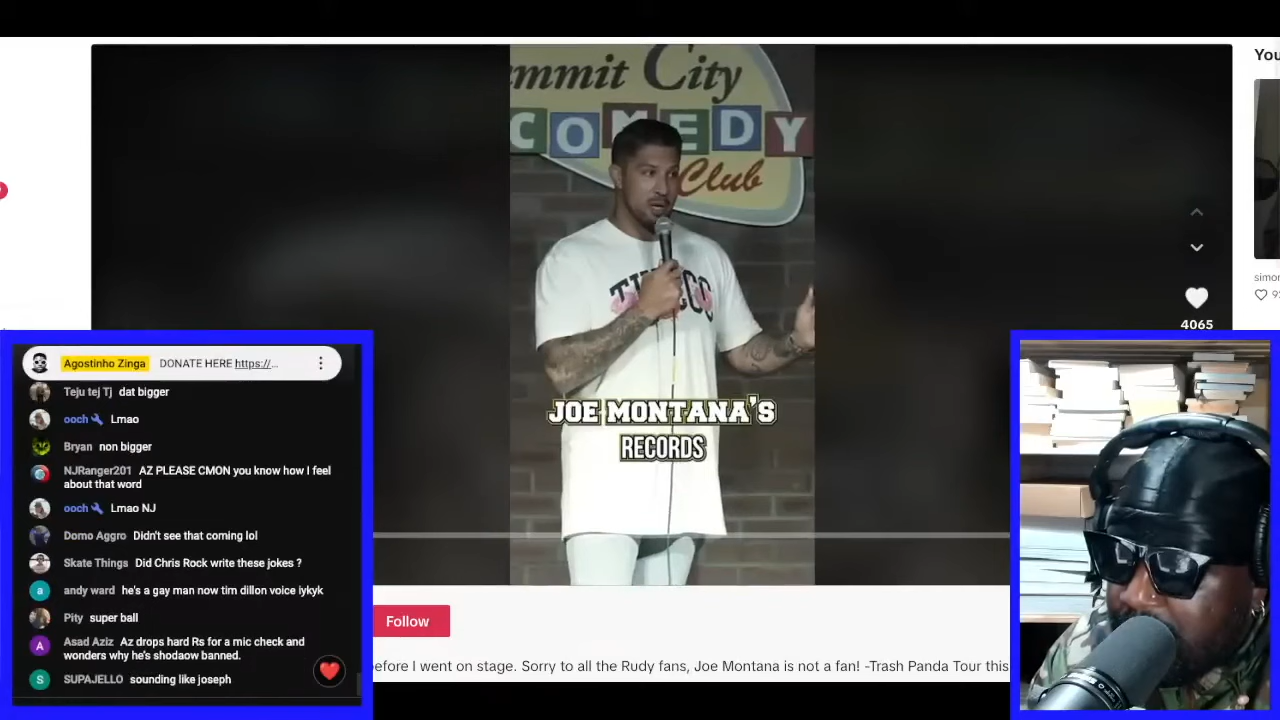 You
mmit City
COMEDY
Club
4065
JOE MONTANA'S
RECORDS
Agostinho Zinga DONATE HERE https://...
Teju tej Tj dat bigger
ooch Lmao
Bryan non bigger
NJRanger201 AZ PLEASE CMON you know how I feel
about that word
ooch Lmao NJ
Domo Aggro Didn't see that coming lol
Skate Things Did Chris Rock write these jokes ?
a andy ward he's a gay man now tim dillon voice iykyk
Pity super ball
A Asad Aziz Az drops hard Rs for a mic check and
wonders why he's shodaow banned.
S SUPAJELLO sounding like joseph
Follow
before I went on stage. Sorry to all the Rudy fans, Joe Montana is not a fan! -Trash Panda Tour this